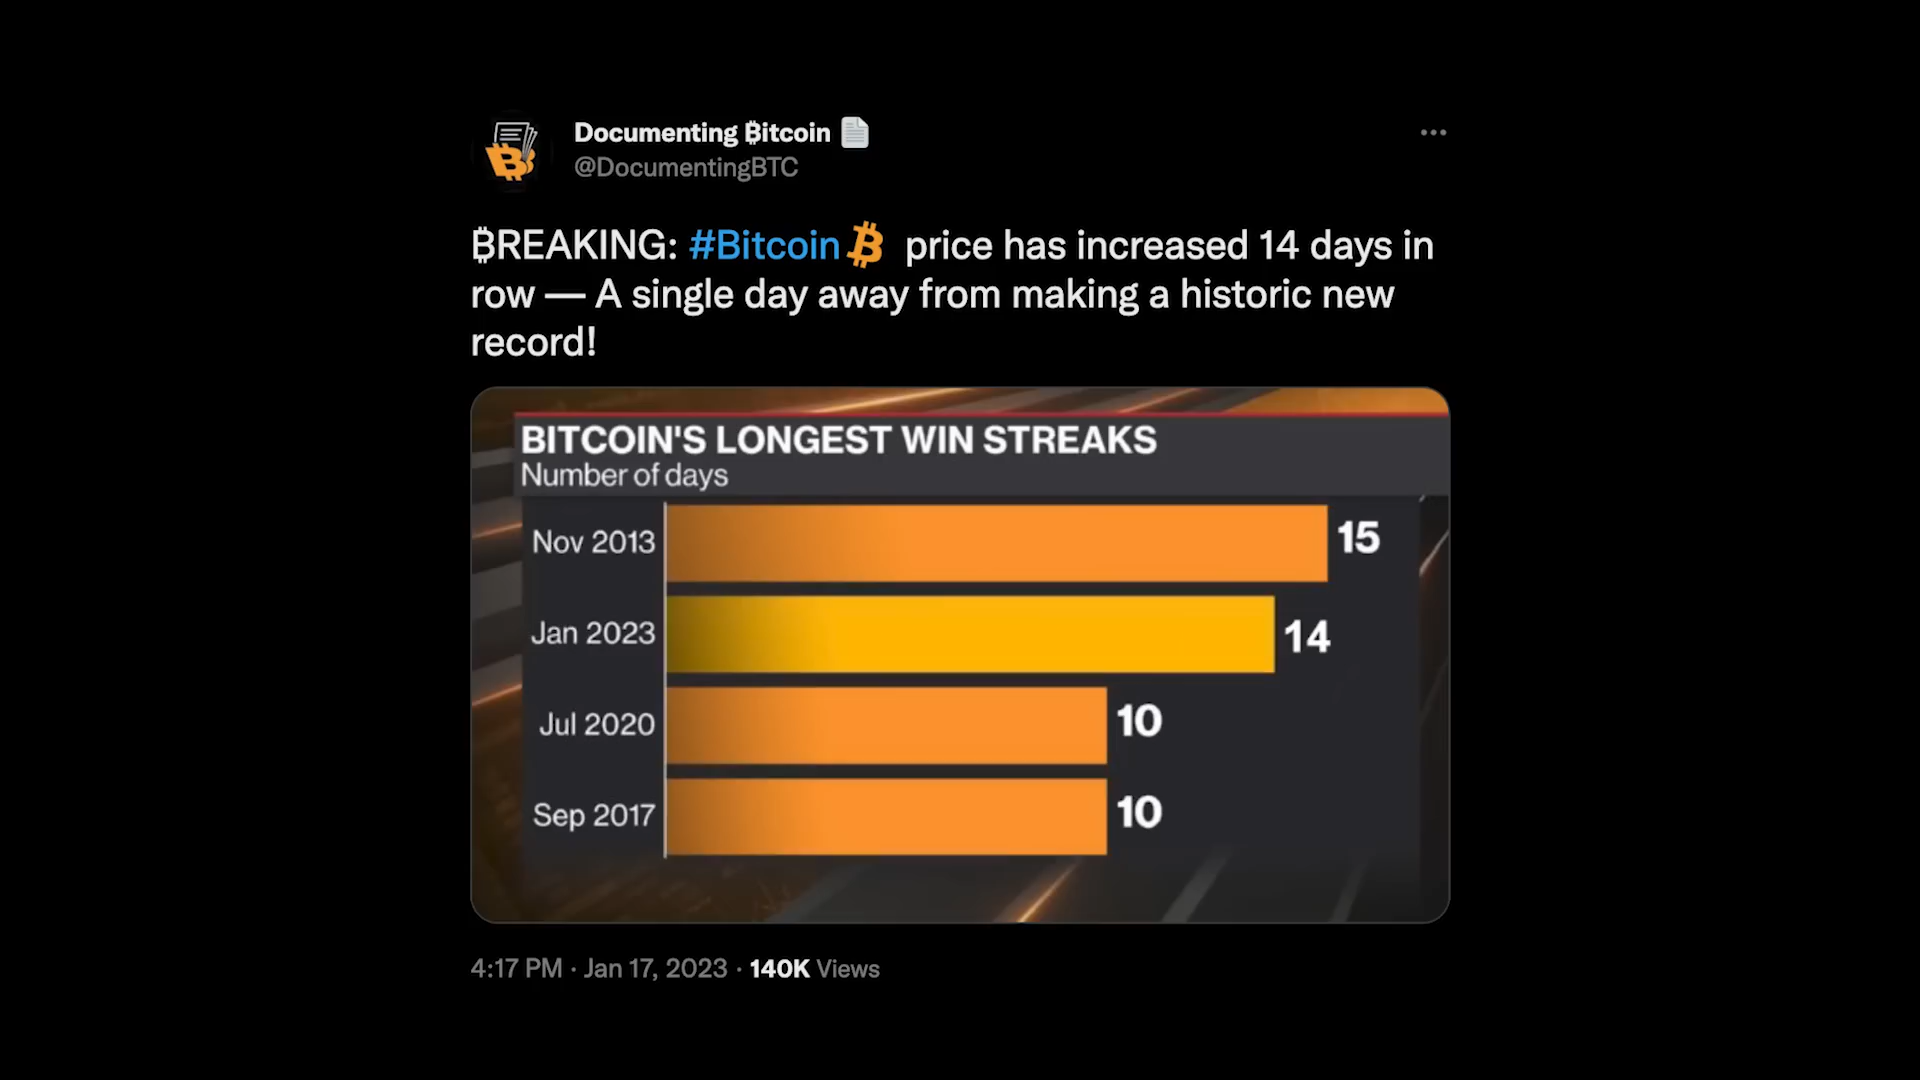 Documenting ₿itcoin 📄
@DocumentingBTC
₿REAKING: #Bitcoin price has increased 14 days in
row — A single day away from making a historic new
record!
BITCOIN'S LONGEST WIN STREAKS
Number of days
Nov 2013 15
Jan 2023 14
Jul 2020 10
Sep 2017 10
4:17 PM · Jan 17, 2023 · 140K Views